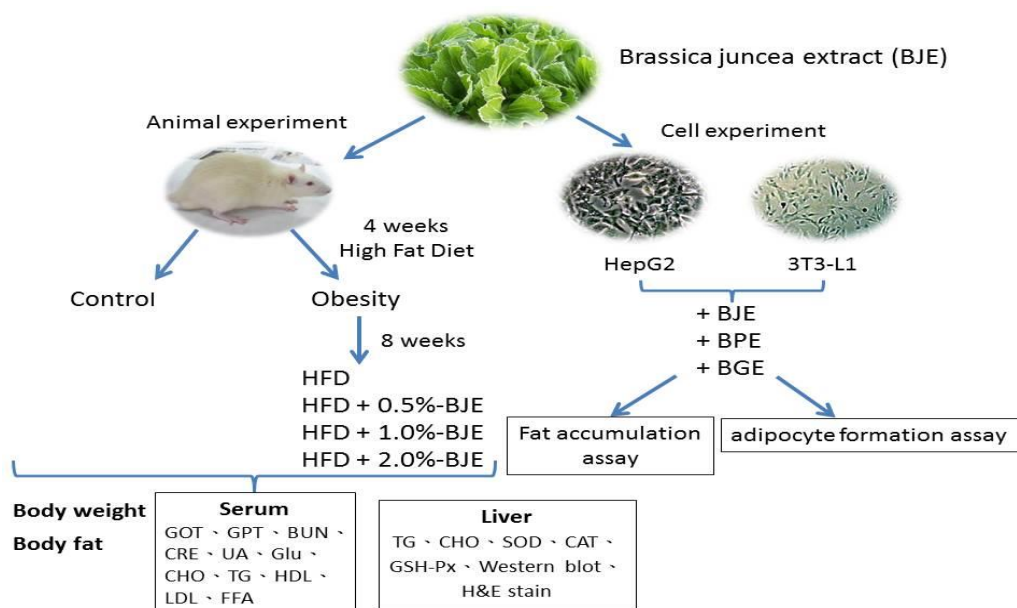 Brassica juncea extract (BJE)
Animal experiment
Cell experiment
4 weeks
High Fat Diet
HepG2
3T3-L1
Control
Obesity
+ BJE
+ BPE
+ BGE
8 weeks
HFD
HFD + 0.5%-BJE
HFD + 1.0%-BJE
HFD + 2.0%-BJE
Fat accumulation
assay
adipocyte formation assay
Body weight
Body fat
Serum
GOT、GPT、BUN、
CRE、UA、Glu、
CHO、TG、HDL、
LDL、FFA
Liver
TG、CHO、SOD、CAT、
GSH-Px、Western blot、
H&E stain